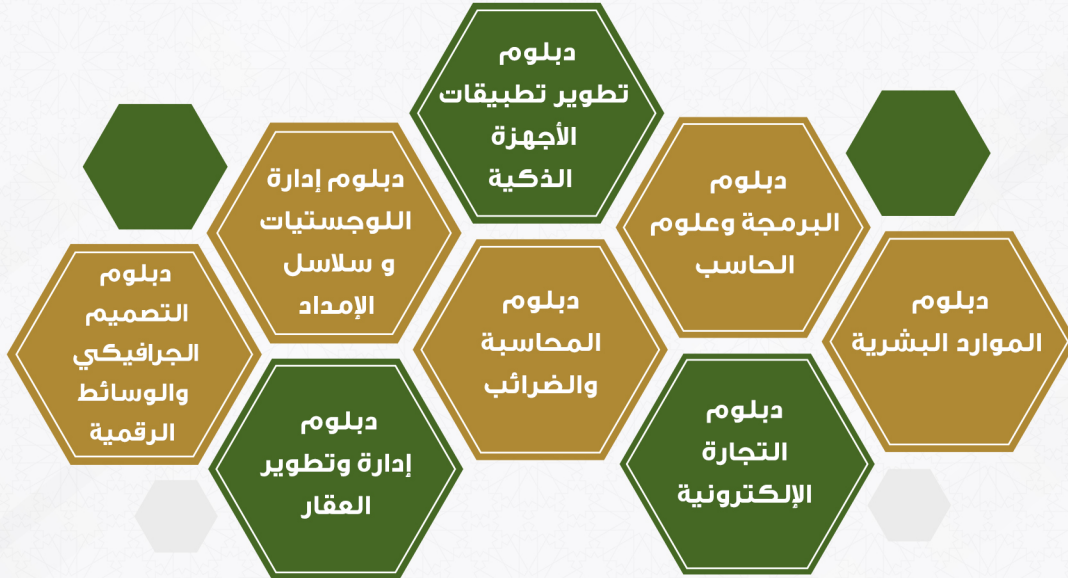 دبلوم
تطوير تطبيقات
الأجهزة
الذكية
دبلوم
البرمجة وعلوم
الحاسب
دبلوم إدارة
اللوجستيات
و سلاسل
الإمداد
دبلوم
الموارد البشرية
دبلوم
المحاسبة
والضرائب
دبلوم
التصميم
الجرافيكي
والوسائط
الرقمية
دبلوم
التجارة
الإلكترونية
دبلوم
إدارة وتطوير
العقار